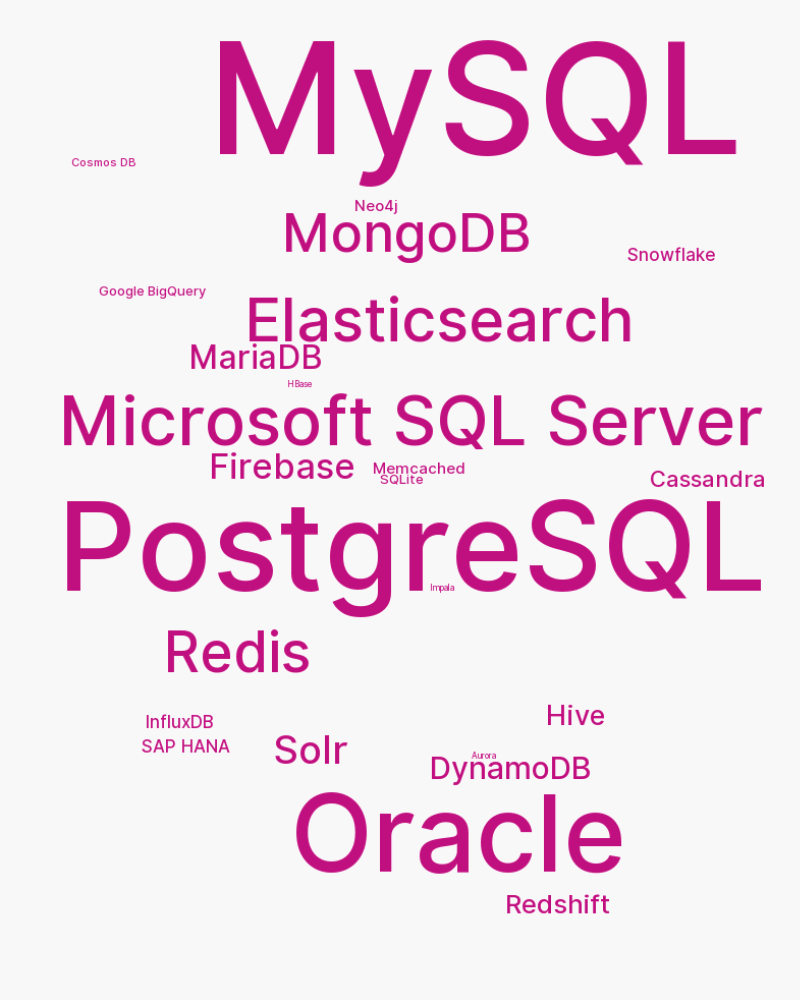 MySQL
Cosmos DB
Neo4j
MongoDB
Snowflake
Google BigQuery
Elasticsearch
MariaDB
HBase
Microsoft SQL Server
Firebase
Memcached
SQLite
Cassandra
PostgreSQL
Impala
Redis
Hive
InfluxDB
SAP HANA
Solr
Aurora
DynamoDB
Oracle
Redshift